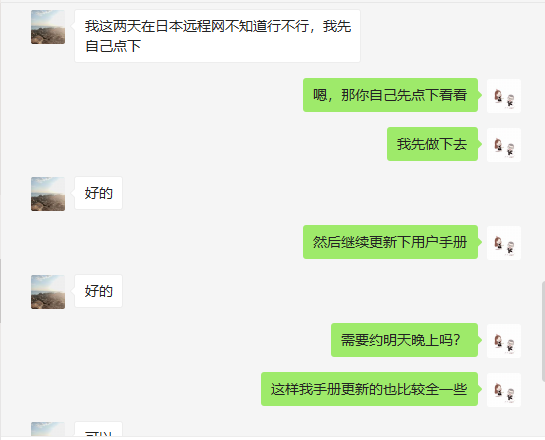 我这两天在日本远程网不知道行不行，我先
自己点下
嗯，那你自己先点下看看
我先做下去
好的
然后继续更新下用户手册
好的
需要约明天晚上吗？
这样我手册更新的也比较全一些
可以